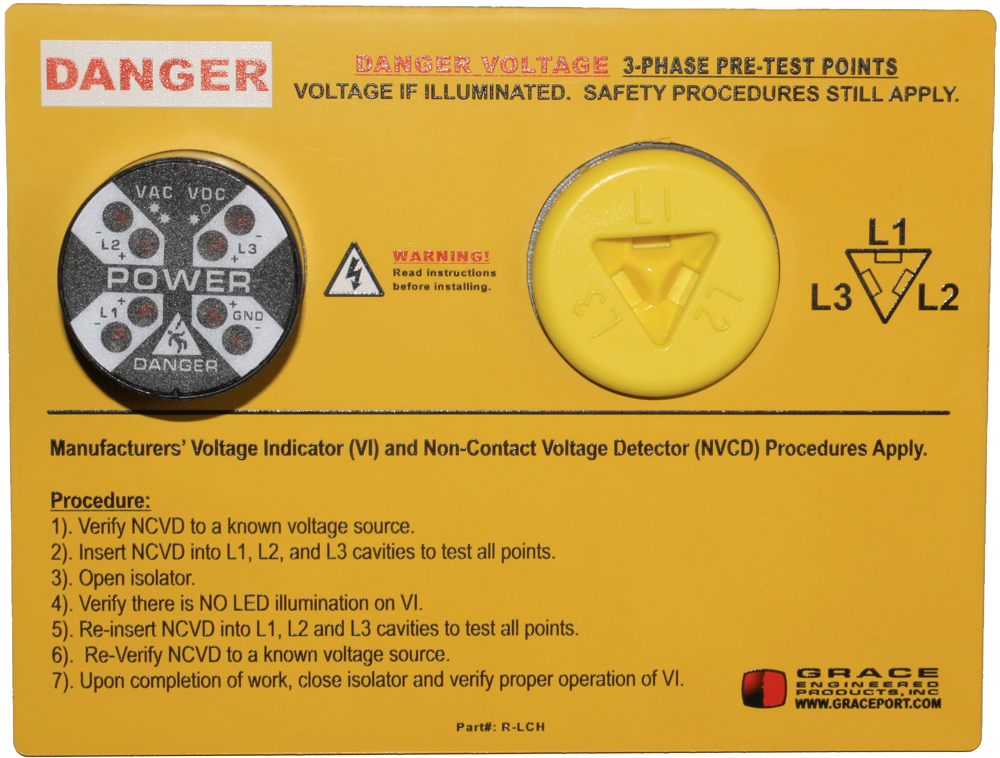 DANGER
DANGER VOLTAGE 3-PHASE PRE-TEST POINTS
VOLTAGE IF ILLUMINATED. SAFETY PROCEDURES STILL APPLY.
VAC VDC
- L2 +
- L3 +
POWER
L1 + -
+ GND -
DANGER
WARNING!
Read instructions
before installing.
L1
L3 L2
L1
L3 L2
Manufacturers' Voltage Indicator (VI) and Non-Contact Voltage Detector (NVCD) Procedures Apply.
Procedure:
1). Verify NCVD to a known voltage source.
2). Insert NCVD into L1, L2, and L3 cavities to test all points.
3). Open isolator.
4). Verify there is NO LED illumination on VI.
5). Re-insert NCVD into L1, L2 and L3 cavities to test all points.
6). Re-Verify NCVD to a known voltage source.
7). Upon completion of work, close isolator and verify proper operation of VI.
GRACE
ENGINEERED
PRODUCTS, INC
WWW.GRACEPORT.COM
Part#: R-LCH